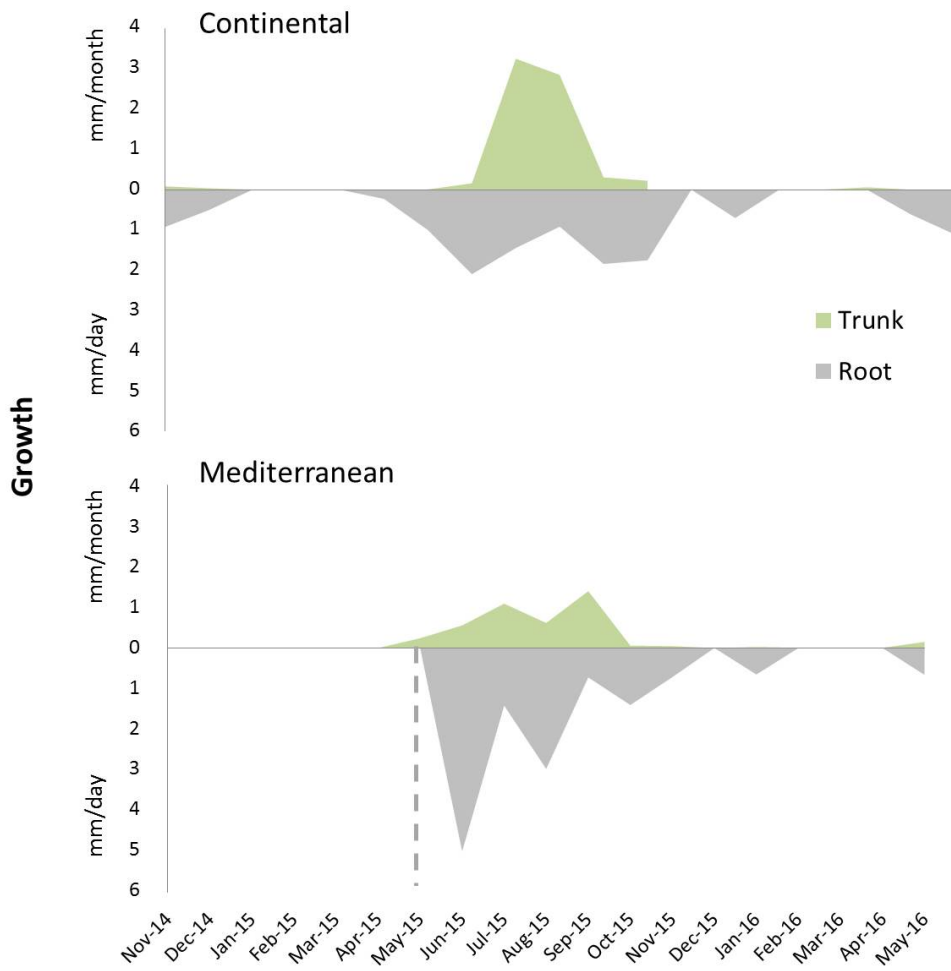 Continental
4
3
2
1
0
1
2
3
4
5
6
mm/month
mm/day
Trunk
Root
Growth
Mediterranean
4
3
2
1
0
1
2
3
4
5
6
mm/month
mm/day
Nov-14
Dec-14
Jan-15
Feb-15
Mar-15
Apr-15
May-15
Jun-15
Jul-15
Aug-15
Sep-15
Oct-15
Nov-15
Dec-15
Jan-16
Feb-16
Mar-16
Apr-16
May-16